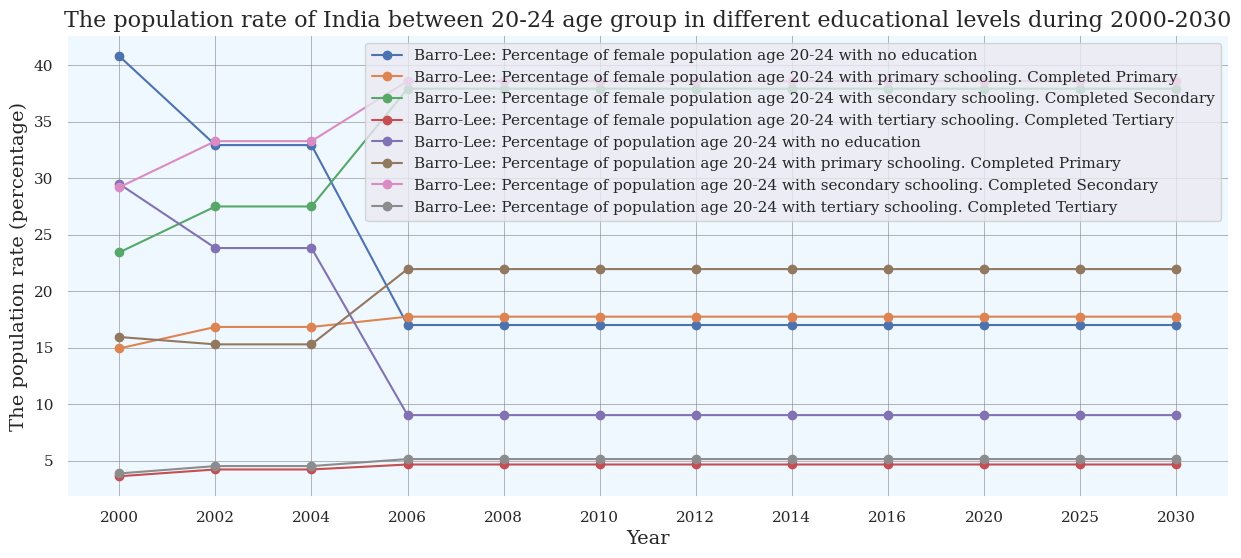 The population rate of India between 20-24 age group in different educational levels during 2000-2030
Barro-Lee: Percentage of female population age 20-24 with no education
Barro-Lee: Percentage of female population age 20-24 with primary schooling. Completed Primary
Barro-Lee: Percentage of female population age 20-24 with secondary schooling. Completed Secondary
Barro-Lee: Percentage of female population age 20-24 with tertiary schooling. Completed Tertiary
Barro-Lee: Percentage of population age 20-24 with no education
Barro-Lee: Percentage of population age 20-24 with primary schooling. Completed Primary
Barro-Lee: Percentage of population age 20-24 with secondary schooling. Completed Secondary
Barro-Lee: Percentage of population age 20-24 with tertiary schooling. Completed Tertiary
The population rate (percentage)
40
35
30
25
20
15
10
5
2000 2002 2004 2006 2008 2010 2012 2014 2016 2020 2025 2030
Year